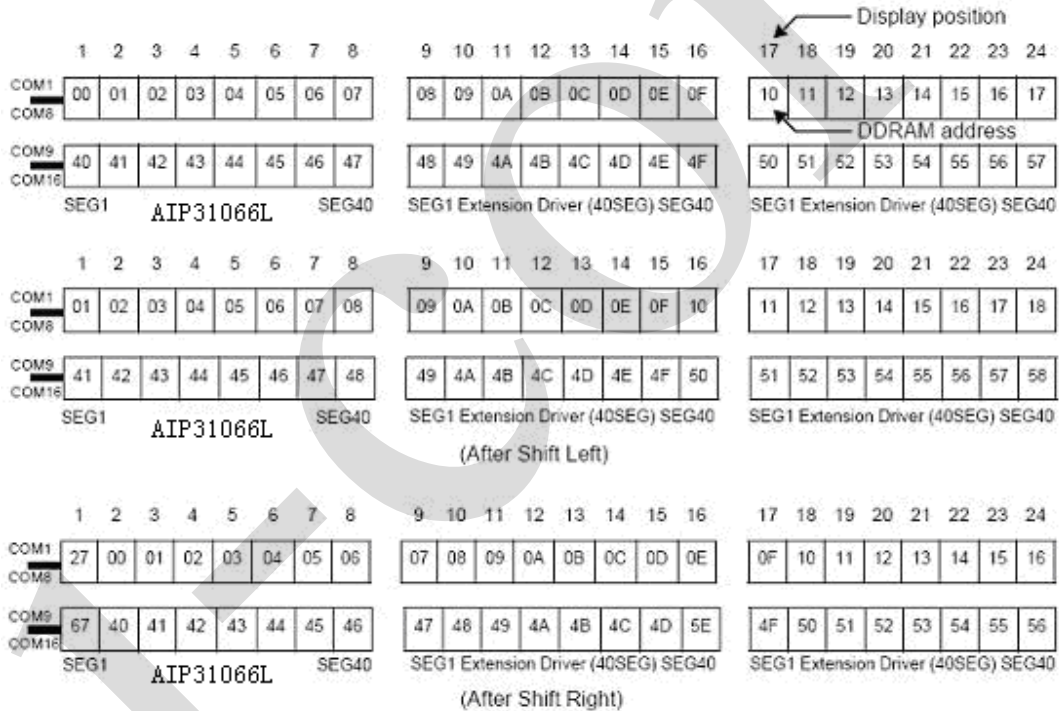 Display position
1 2 3 4 5 6 7 8 9 10 11 12 13 14 15 16 17 18 19 20 21 22 23 24
COM1 00 01 02 03 04 05 06 07 08 09 0A 0B 0C 0D 0E 0F 10 11 12 13 14 15 16 17
COM8
DDRAM address
COM9 40 41 42 43 44 45 46 47 48 49 4A 4B 4C 4D 4E 4F 50 51 52 53 54 55 56 57
COM16
SEG1 AIP31066L SEG40 SEG1 Extension Driver (40SEG) SEG40 SEG1 Extension Driver (40SEG) SEG40
1 2 3 4 5 6 7 8 9 10 11 12 13 14 15 16 17 18 19 20 21 22 23 24
COM1 01 02 03 04 05 06 07 08 09 0A 0B 0C 0D 0E 0F 10 11 12 13 14 15 16 17 18
COM8
COM9 41 42 43 44 45 46 47 48 49 4A 4B 4C 4D 4E 4F 50 51 52 53 54 55 56 57 58
COM16
SEG1 AIP31066L SEG40 SEG1 Extension Driver (40SEG) SEG40 SEG1 Extension Driver (40SEG) SEG40
(After Shift Left)
1 2 3 4 5 6 7 8 9 10 11 12 13 14 15 16 17 18 19 20 21 22 23 24
COM1 27 00 01 02 03 04 05 06 07 08 09 0A 0B 0C 0D 0E 0F 10 11 12 13 14 15 16
COM8
COM9 67 40 41 42 43 44 45 46 47 48 49 4A 4B 4C 4D 5E 4F 50 51 52 53 54 55 56
COM16
SEG1 AIP31066L SEG40 SEG1 Extension Driver (40SEG) SEG40 SEG1 Extension Driver (40SEG) SEG40
(After Shift Right)